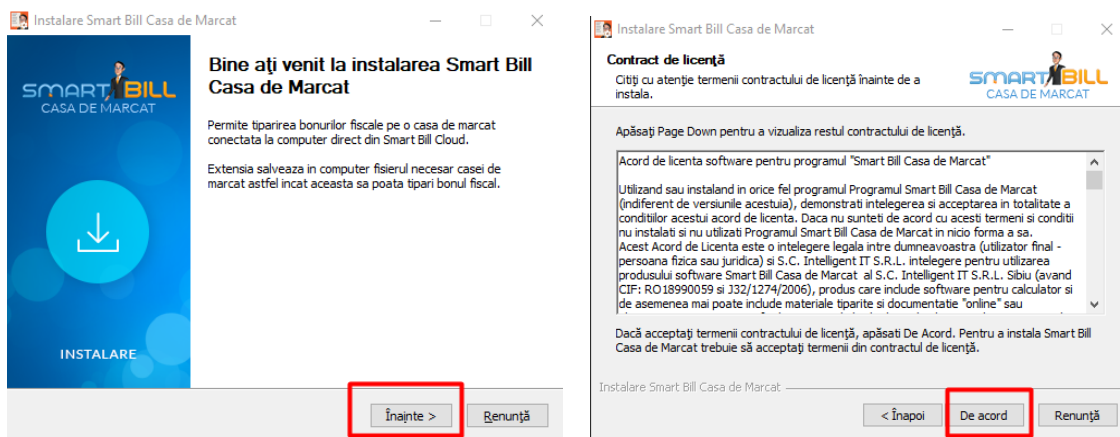 Instalare Smart Bill Casa de Marcat
SMART BILL
CASA DE MARCAT
INSTALARE
Bine aţi venit la instalarea Smart Bill
Casa de Marcat
Permite tiparirea bonurilor fiscale pe o casa de marcat
conectata la computer direct din Smart Bill Cloud.
Extensia salveaza in computer fisierul necesar casei de
marcat astfel incat aceasta sa poata tipari bonul fiscal.
Înainte >
Renunţă
Instalare Smart Bill Casa de Marcat
Contract de licenţă
Citiţi cu atenţie termenii contractului de licenţă înainte de a
instala.
SMART BILL
CASA DE MARCAT
Apăsaţi Page Down pentru a vizualiza restul contractului de licenţă.
Acord de licenta software pentru programul "Smart Bill Casa de
Marcat"
Utilizand sau instaland in orice fel programul Programul Smart Bill Casa de Marcat
(indiferent de versiunile acestuia), demonstrati intelegerea si acceptarea in totalitate a
conditiilor acestui acord de licenta. Daca nu sunteti de acord cu acesti termeni si conditii
nu instalati si nu utilizati Programul Smart Bill Casa de Marcat in nicio forma a sa.
Acest Acord de Licenta este o intelegere legala intre dumneavoastra (utilizator final -
persoana fizica sau juridica) si S.C. Intelligent IT S.R.L. intelegere pentru utilizarea
produsului software Smart Bill Casa de Marcat al S.C. Intelligent IT S.R.L. Sibiu (avand
CIF: RO18990059 si J32/1274/2006), produs care include software pentru calculator si
de asemenea mai poate include materiale tiparite si documentatie "online" sau
Dacă acceptaţi termenii contractului de licenţă, apăsati De Acord. Pentru a instala Smart Bill
Casa de Marcat trebuie să acceptaţi termenii din contractul de licenţă.
Instalare Smart Bill Casa de Marcat
< Înapoi
De acord
Renunţă